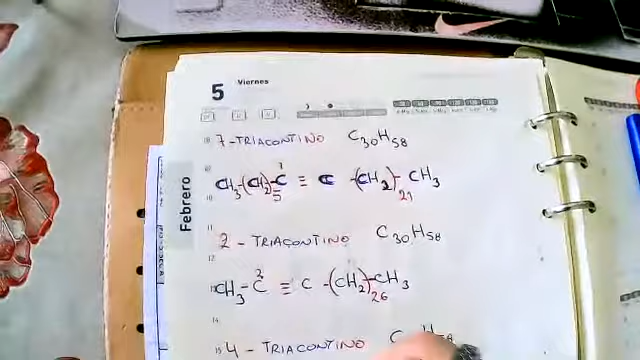 5 Viernes
7-TRIACONTINO C30H58
CH3-(CH2)5-C ≡ C -(CH2)21-CH3
Febrero
2 - TRIACONTINO C30H58
CH3-C ≡ C -(CH2)26-CH3
4 - TRIACONTINO